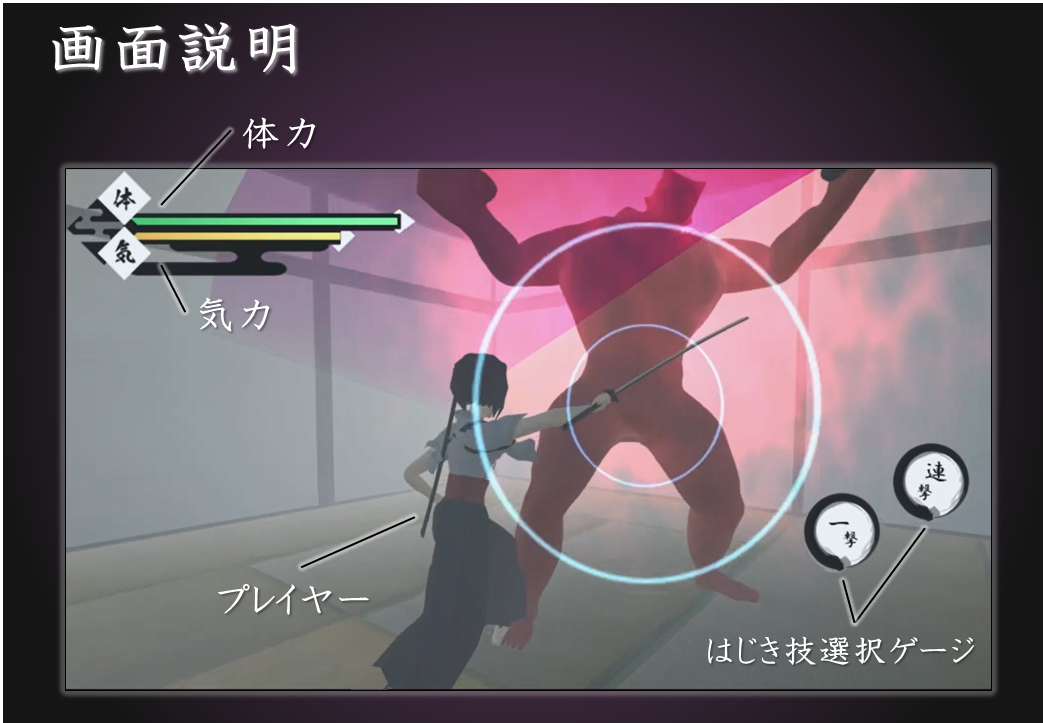 画面説明
体力
体
気
気力
連撃
一撃
プレイヤー
はじき技選択ゲージ